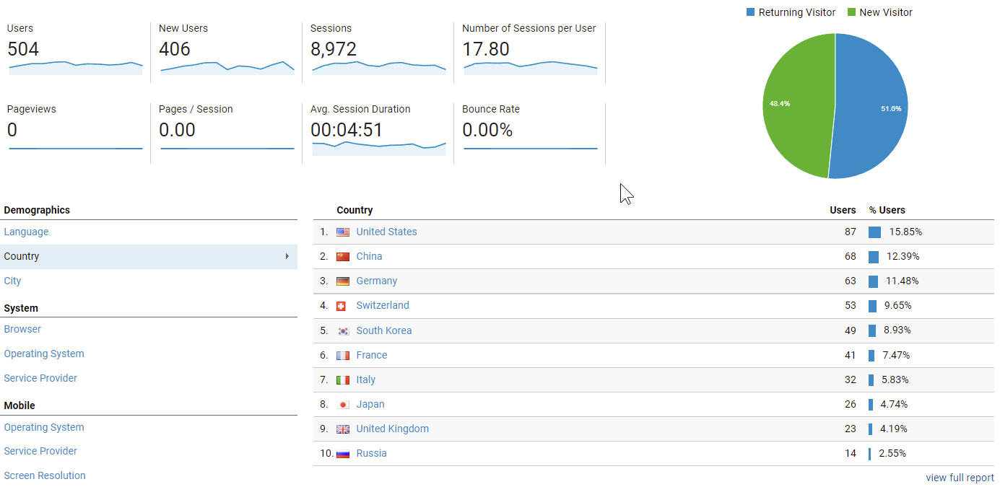 Returning Visitor New Visitor
Users New Users Sessions Number of Sessions per User
504 406 8,972 17.80
48.4% 51.6%
Pageviews Pages / Session Avg. Session Duration Bounce Rate
0 0.00 00:04:51 0.00%
Demographics
Language
Country
City
System
Browser
Operating System
Service Provider
Mobile
Operating System
Service Provider
Screen Resolution
Country Users % Users
1. United States 87 15.85%
2. China 68 12.39%
3. Germany 63 11.48%
4. Switzerland 53 9.65%
5. South Korea 49 8.93%
6. France 41 7.47%
7. Italy 32 5.83%
8. Japan 26 4.74%
9. United Kingdom 23 4.19%
10. Russia 14 2.55%
view full report